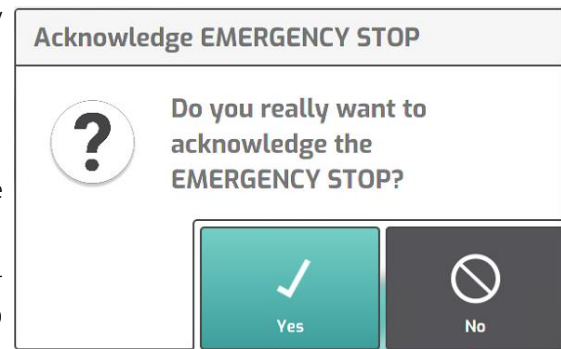 Acknowledge EMERGENCY STOP
Do you really want to
acknowledge the
EMERGENCY STOP?
Yes
No